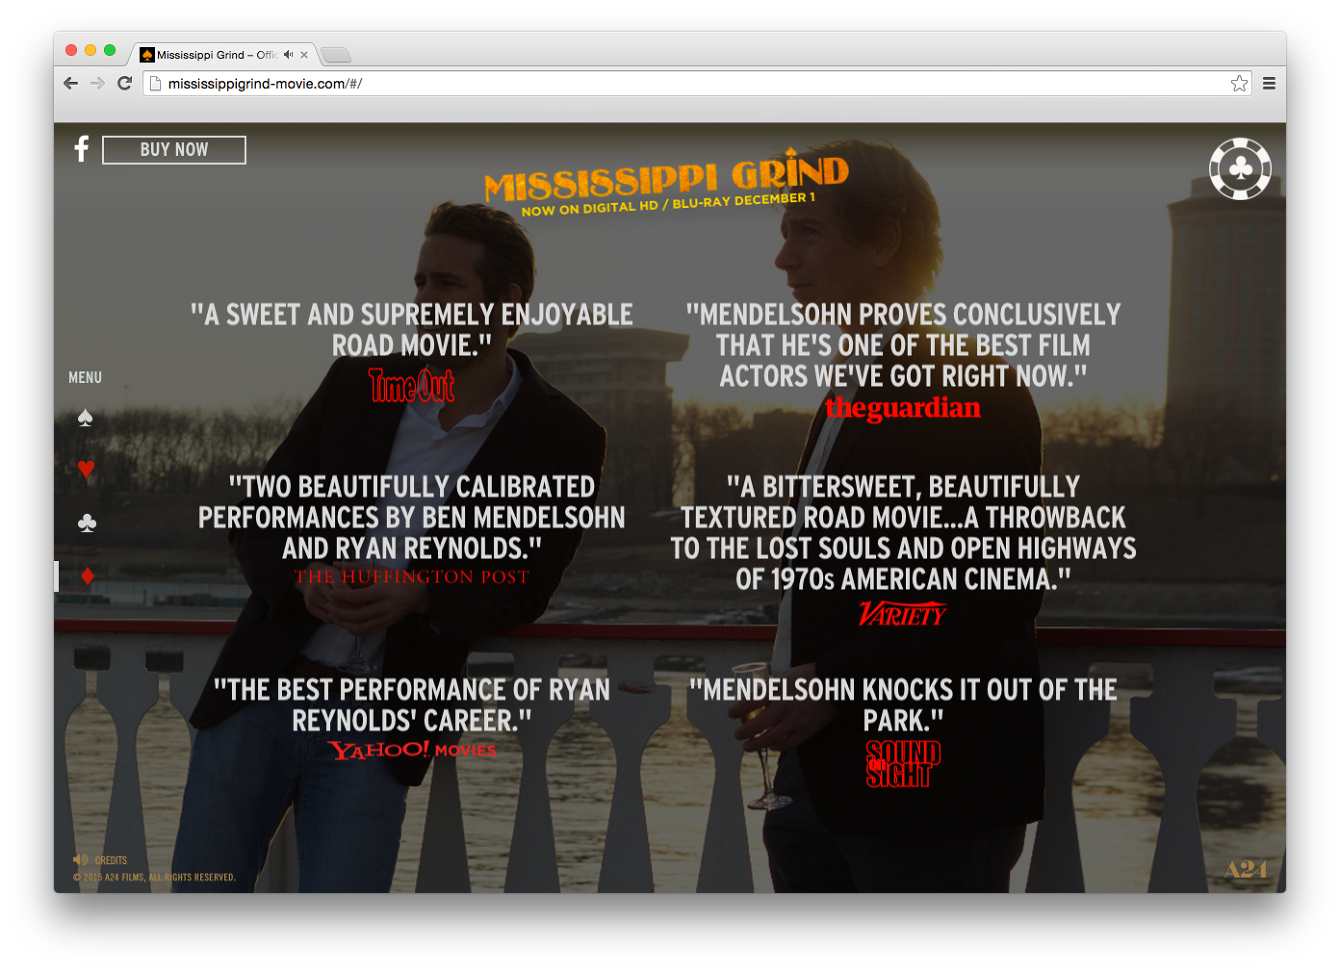 Mississippi Grind – Offic
mississippigrind-movie.com/#/
BUY NOW
MISSISSIPPI GRIND
NOW ON DIGITAL HD / BLU-RAY DECEMBER 1
"A SWEET AND SUPREMELY ENJOYABLE
ROAD MOVIE."
Time Out
"MENDELSOHN PROVES CONCLUSIVELY
THAT HE'S ONE OF THE BEST FILM
ACTORS WE'VE GOT RIGHT NOW."
theguardian
MENU
"TWO BEAUTIFULLY CALIBRATED
PERFORMANCES BY BEN MENDELSOHN
AND RYAN REYNOLDS."
THE HUFFINGTON POST
"A BITTERSWEET, BEAUTIFULLY
TEXTURED ROAD MOVIE...A THROWBACK
TO THE LOST SOULS AND OPEN HIGHWAYS
OF 1970s AMERICAN CINEMA."
VARIETY
"THE BEST PERFORMANCE OF RYAN
REYNOLDS' CAREER."
YAHOO! MOVIES
"MENDELSOHN KNOCKS IT OUT OF THE
PARK."
SOUND
ON
SIGHT
CREDITS
© 2015 A24 FILMS, ALL RIGHTS RESERVED.
A24